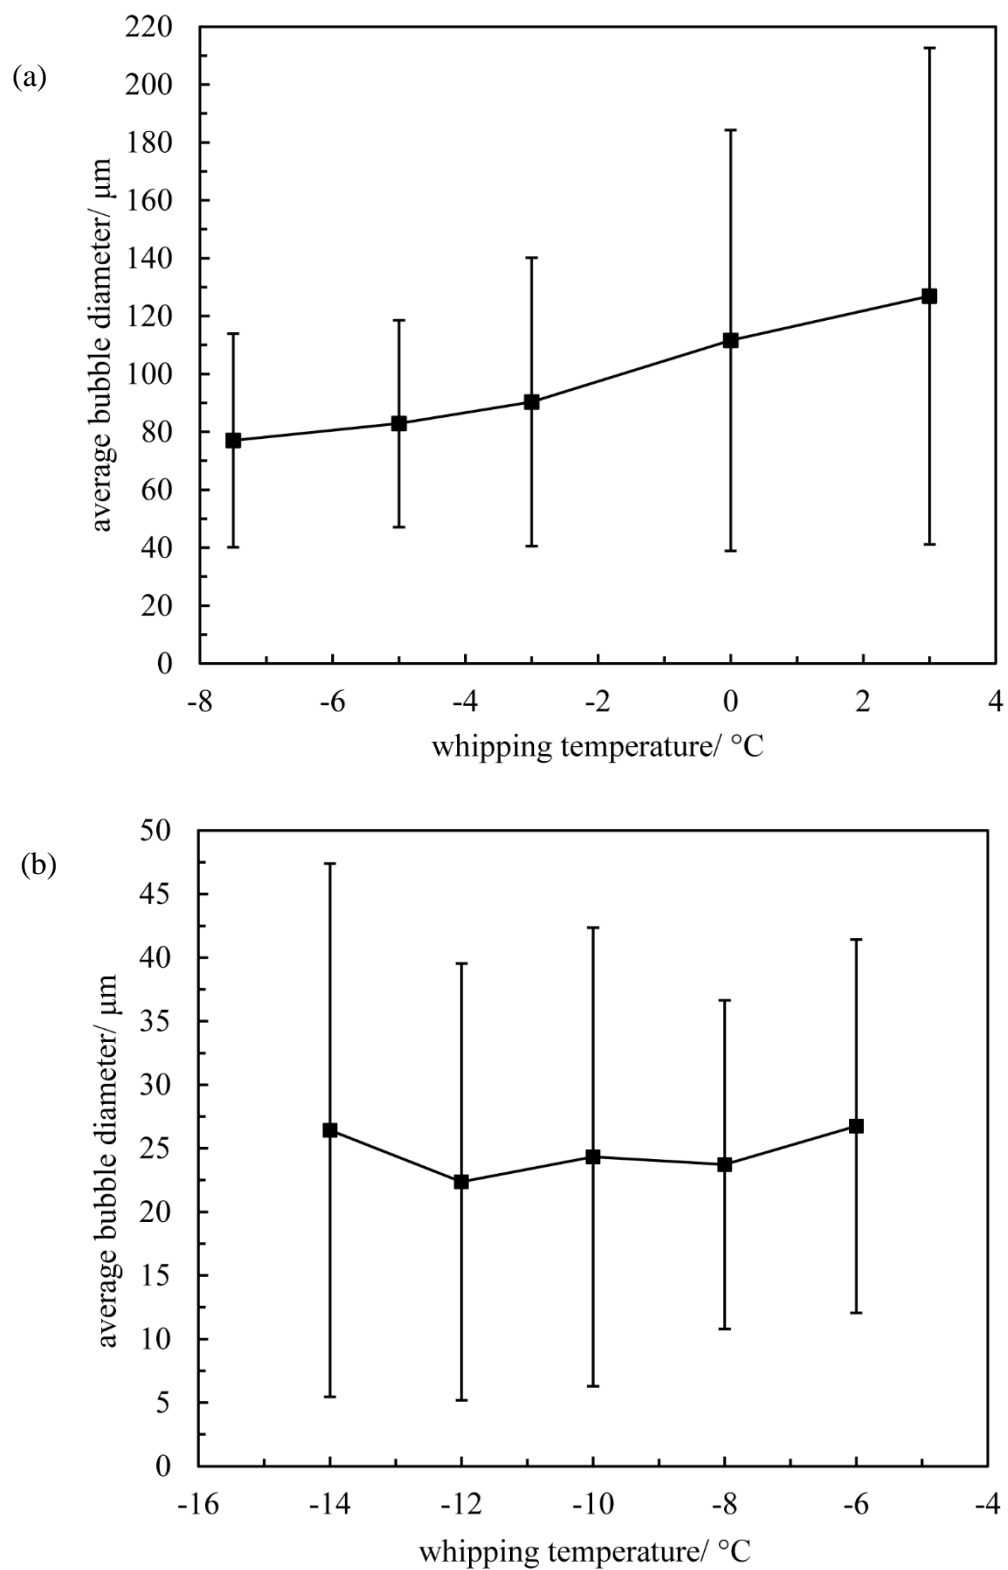 (a)
average bubble diameter/ μm
220
200
180
160
140
120
100
80
60
40
20
0
-8 -6 -4 -2 0 2 4
whipping temperature/ °C
(b)
average bubble diameter/ μm
50
45
40
35
30
25
20
15
10
5
0
-16 -14 -12 -10 -8 -6 -4
whipping temperature/ °C